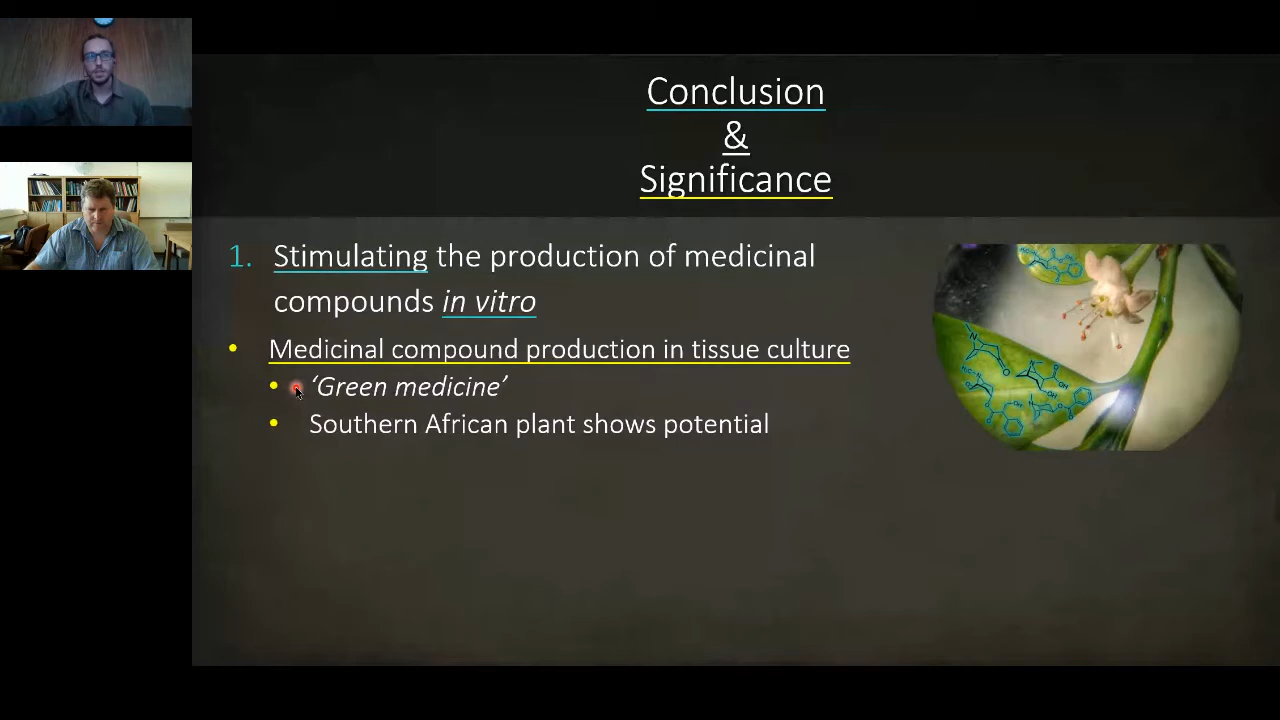 Conclusion
&
Significance
1. Stimulating the production of medicinal
compounds in vitro
• Medicinal compound production in tissue culture
• ‘Green medicine’
• Southern African plant shows potential